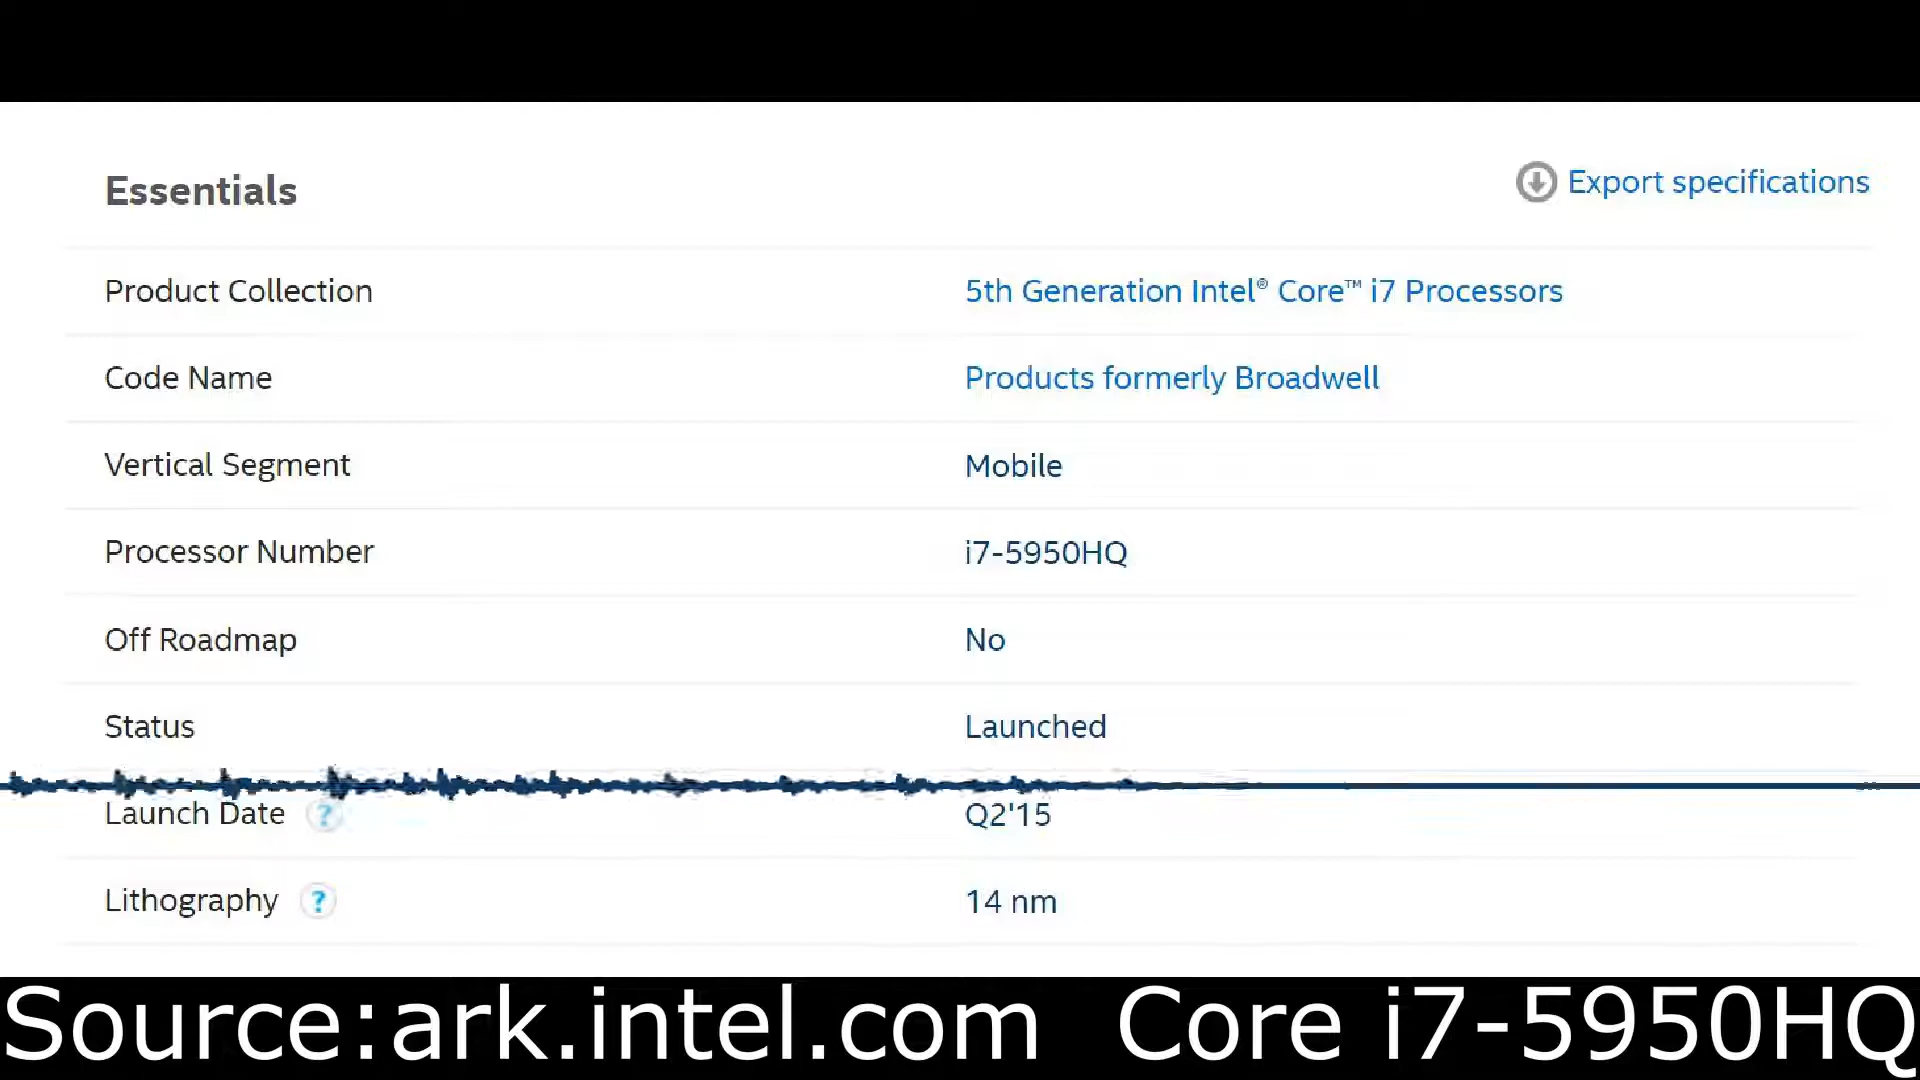 Essentials
Export specifications
Product Collection 5th Generation Intel® Core™ i7 Processors
Code Name Products formerly Broadwell
Vertical Segment Mobile
Processor Number i7-5950HQ
Off Roadmap No
Status Launched
Launch Date ? Q2'15
Lithography ? 14 nm
Source:ark.intel.com Core i7-5950HQ